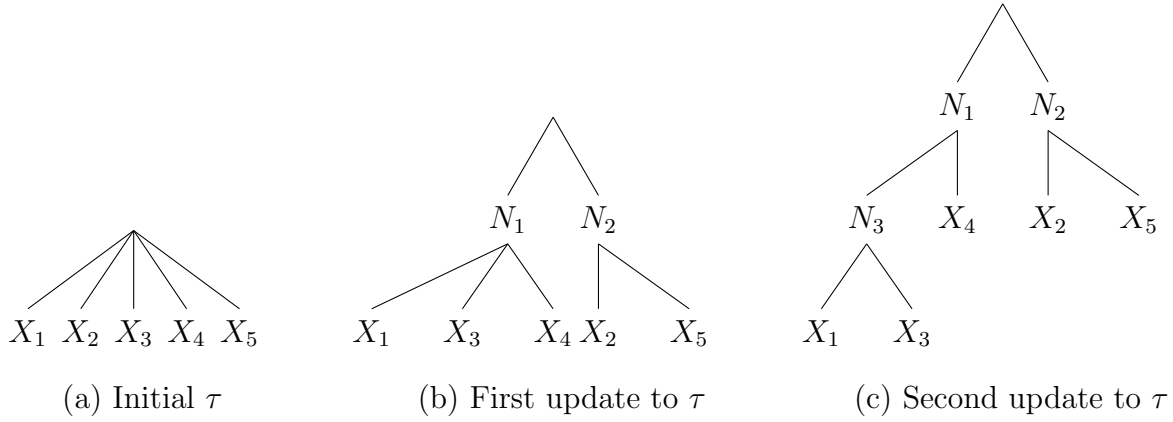 N₁ N₂
N₁ N₂ N₃ X₄ X₂ X₅
X₁ X₂ X₃ X₄ X₅ X₁ X₃ X₄ X₂ X₅ X₁ X₃
(a) Initial τ (b) First update to τ (c) Second update to τ